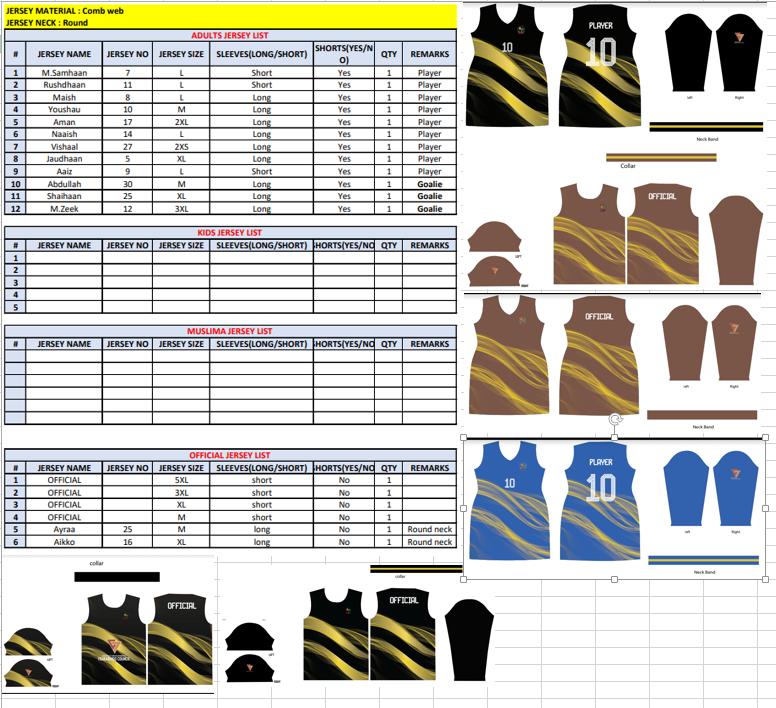 JERSEY MATERIAL : Comb web
JERSEY NECK : Round
ADULTS JERSEY LIST
# JERSEY NAME JERSEY NO JERSEY SIZE SLEEVES(LONG/SHORT) SHORTS(YES/NO) QTY REMARKS
1 M.Samhaan 7 L Short Yes 1 Player
2 Rushdhaan 11 L Short Yes 1 Player
3 Maish 8 L Long Yes 1 Player
4 Youshau 10 M Long Yes 1 Player
5 Aman 17 2XL Long Yes 1 Player
6 Naaish 14 L Long Yes 1 Player
7 Vishaal 27 2XS Long Yes 1 Player
8 Jaudhaan 5 XL Long Yes 1 Player
9 Aaiz 9 L Short Yes 1 Player
10 Abdullah 30 M Long Yes 1 Goalie
11 Shaihaan 25 XL Long Yes 1 Goalie
12 M.Zeek 12 3XL Long Yes 1 Goalie
KIDS JERSEY LIST
# JERSEY NAME JERSEY NO JERSEY SIZE SLEEVES(LONG/SHORT) HORTS(YES/NO QTY REMARKS
1
2
3
4
5
MUSLIMA JERSEY LIST
# JERSEY NAME JERSEY NO JERSEY SIZE SLEEVES(LONG/SHORT) HORTS(YES/NO QTY REMARKS
OFFICIAL JERSEY LIST
# JERSEY NAME JERSEY NO JERSEY SIZE SLEEVES(LONG/SHORT) HORTS(YES/NO QTY REMARKS
1 OFFICIAL 5XL short No 1
2 OFFICIAL 3XL short No 1
3 OFFICIAL XL short No 1
4 OFFICIAL M short No 1
5 Ayraa 25 M long No 1 Round neck
6 Aikko 16 XL long No 1 Round neck
10
PLAYER
10
left
Right
Neck Band
Collar
OFFICIAL
LEFT
RIGHT
OFFICIAL
left
Right
Neck Band
10
PLAYER
10
left
Right
Neck Band
collar
OFFICIAL
LEFT
RIGHT
collar
OFFICIAL
LEFT
RIGHT